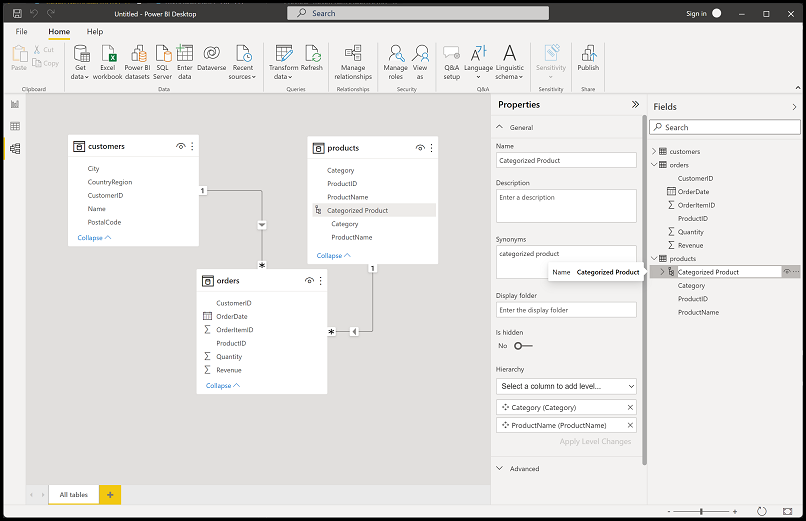 Untitled - Power BI Desktop
Search
Sign in
File
Home
Help
Paste
Cut
Copy
Get data
Excel workbook
Power BI datasets
SQL Server
Enter data
Dataverse
Recent sources
Transform data
Refresh
Manage relationships
Manage roles
View as
Q&A setup
Language
Linguistic schema
Sensitivity
Publish
Clipboard
Data
Queries
Relationships
Security
Q&A
Sensitivity
Share
customers
City
CountryRegion
CustomerID
Name
PostalCode
Collapse
1
*
products
Category
ProductID
ProductName
Categorized Product
Category
ProductName
Collapse
1
*
orders
CustomerID
OrderDate
OrderItemID
ProductID
Quantity
Revenue
Collapse
All tables
+
Properties
General
Name
Categorized Product
Description
Enter a description
Synonyms
categorized product
Name Categorized Product
Display folder
Enter the display folder
Is hidden
No
Hierarchy
Select a column to add level...
Category (Category)
ProductName (ProductName)
Apply Level Changes
Advanced
Fields
Search
customers
orders
CustomerID
OrderDate
OrderItemID
ProductID
Quantity
Revenue
products
Categorized Product
Category
ProductID
ProductName